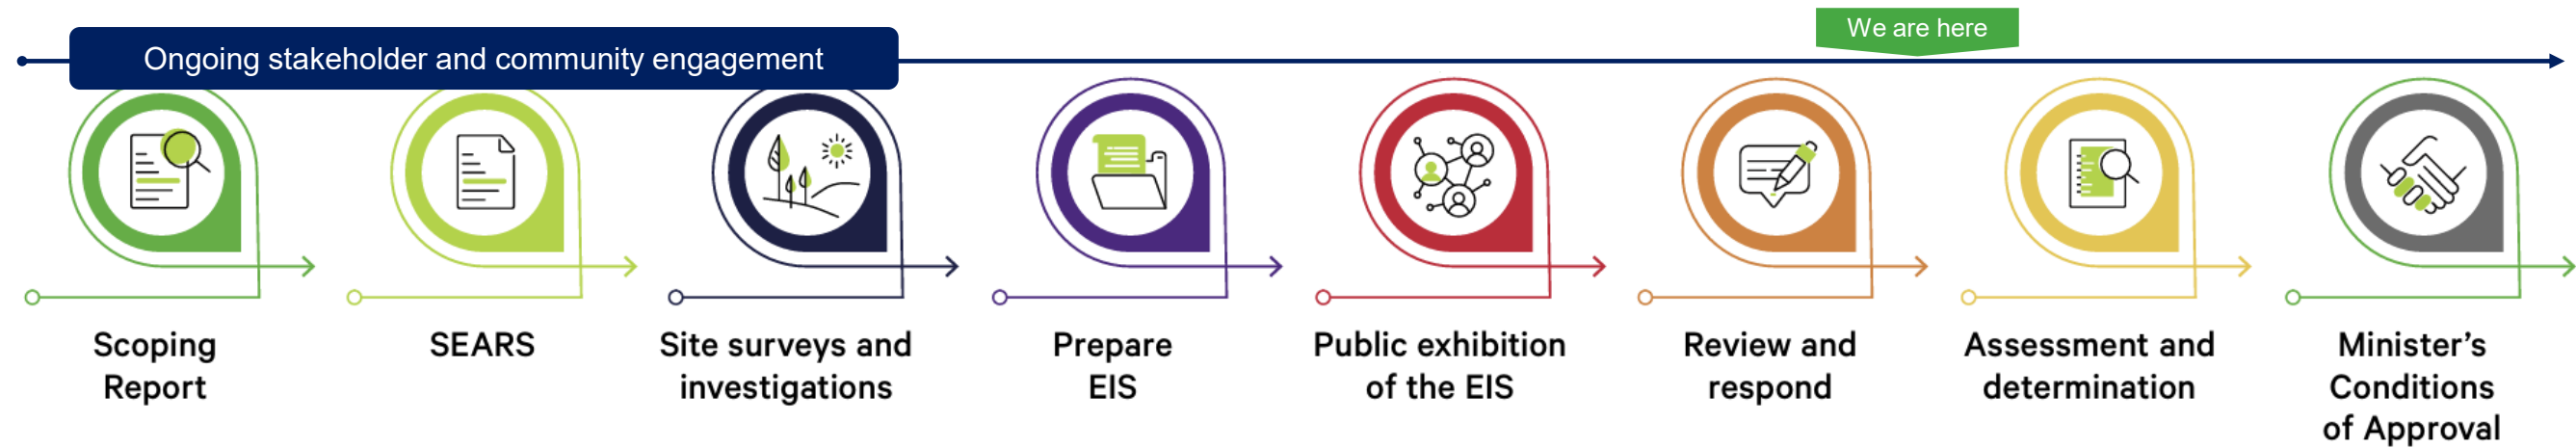 We are here
Ongoing stakeholder and community engagement
Scoping
Report
SEARS
Site surveys and
investigations
Prepare
EIS
Public exhibition
of the EIS
Review and
respond
Assessment and
determination
Minister’s
Conditions
of Approval